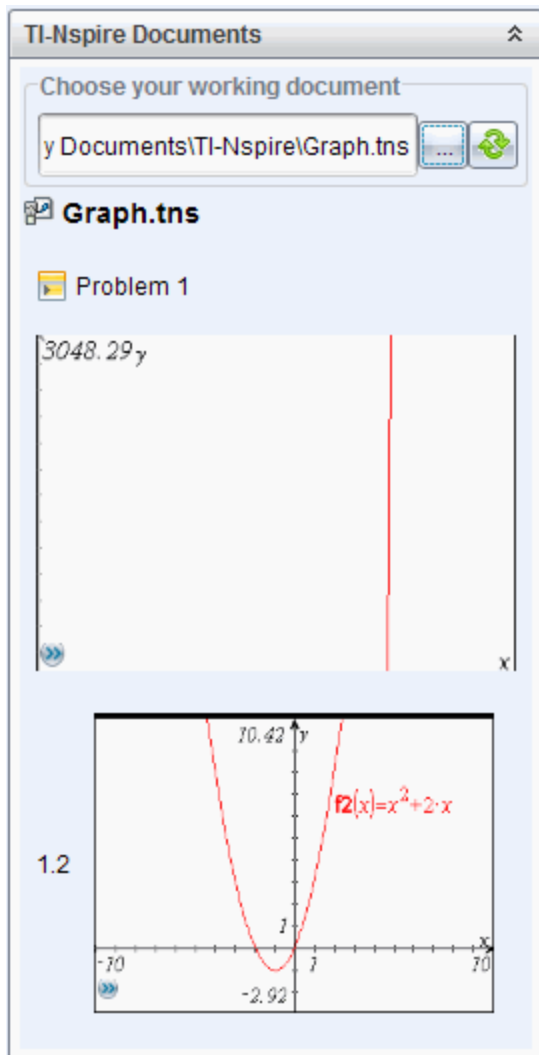 TI-Nspire Documents
Choose your working document
y Documents\TI-Nspire\Graph.tns ...
Graph.tns
Problem 1
3048.29 y
x
10.42 y
f2(x)=x²+2·x
1.2
1
x
-10 1 10
-2.92